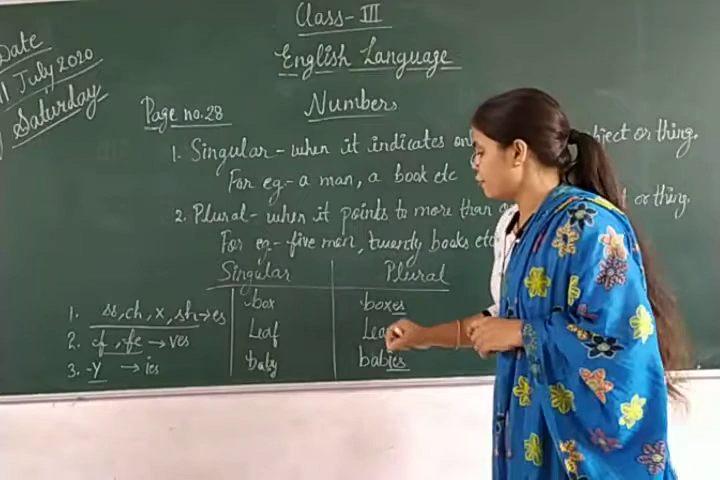 Class-III
English Language
Date
11 July 2020
Saturday
Page no.28
Numbers
1. Singular - when it indicates on bject or thing.
For eg - a man, a book etc
2. Plural - when it points to more than or thing.
For eg - five men, twenty books etc
Singular Plural
1. ss, ch, x, sh → es box boxes
2. f, fe → ves Leaf Lea
3. -y → ies baby babies